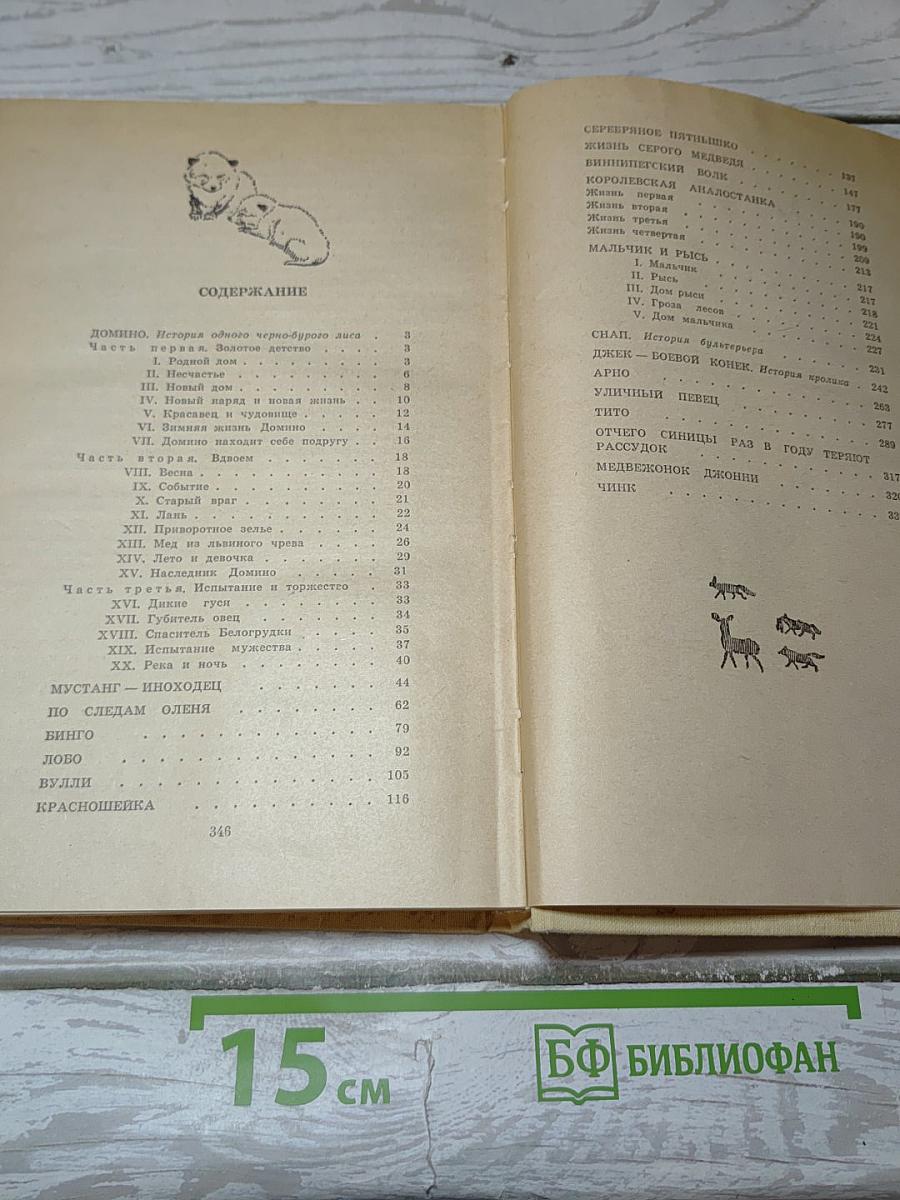 СОДЕРЖАНИЕ
ДОМИНО. История одного черно-бурого лиса . 3
Часть первая. Золотое детство . . . . 3
I. Родной дом . . . . . . . . . 3
II. Несчастье . . . . . . . . . 6
III. Новый дом . . . . . . . . . 8
IV. Новый наряд и новая жизнь . . 10
V. Красавец и чудовище . . . . . 12
VI. Зимняя жизнь Домино . . . . 14
VII. Домино находит себе подругу . . 16
Часть вторая. Вдвоем . . . . . . . 18
VIII. Весна . . . . . . . . . . 18
IX. Событие . . . . . . . . . 20
X. Старый враг . . . . . . . . 21
XI. Лань . . . . . . . . . . 22
XII. Приворотное зелье . . . . . . 24
XIII. Мед из львиного чрева . . . . 26
XIV. Лето и девочка . . . . . . . 29
XV. Наследник Домино . . . . . 31
Часть третья. Испытание и торжество . 33
XVI. Дикие гуси . . . . . . . . 33
XVII. Губитель овец . . . . . . . 34
XVIII. Спаситель Белогрудки . . . . 35
XIX. Испытание мужества . . . . . 37
XX. Река и ночь . . . . . . . . 40
МУСТАНГ — ИНОХОДЕЦ . . . . . . . 44
ПО СЛЕДАМ ОЛЕНЯ . . . . . . . . 62
БИНГО . . . . . . . . . . . . 79
ЛОБО . . . . . . . . . . . . . 92
ВУЛЛИ . . . . . . . . . . . . . 105
КРАСНОШЕЙКА . . . . . . . . . . 116
346
СЕРЕБРЯНОЕ ПЯТНЫШКО . . . . . . 137
ЖИЗНЬ СЕРОГО МЕДВЕДЯ . . . . . . 147
ВИННИПЕГСКИЙ ВОЛК . . . . . . . 177
КОРОЛЕВСКАЯ АНАЛОСТАНКА . . . . . 190
Жизнь первая . . . . . . . . . 190
Жизнь вторая . . . . . . . . . 199
Жизнь третья . . . . . . . . . 209
Жизнь четвертая . . . . . . . . 213
МАЛЬЧИК И РЫСЬ . . . . . . . . . 217
I. Мальчик . . . . . . . . . 217
II. Рысь . . . . . . . . . . 218
III. Дом рыси . . . . . . . . 221
IV. Гроза лесов . . . . . . . 224
V. Дом мальчика . . . . . . . 227
СНАП. История бультерьера . . . . . . 231
ДЖЕК — БОЕВОЙ КОНЕК. История кролика . 242
АРНО . . . . . . . . . . . . 263
УЛИЧНЫЙ ПЕВЕЦ . . . . . . . . . 277
ТИТО . . . . . . . . . . . . 289
ОТЧЕГО СИНИЦЫ РАЗ В ГОДУ ТЕРЯЮТ
РАССУДОК . . . . . . . . . . . 317
МЕДВЕЖОНОК ДЖОННИ . . . . . . . 320
ЧИНК . . . . . . . . . . . .
15 см
БФ БИБЛИОФАН